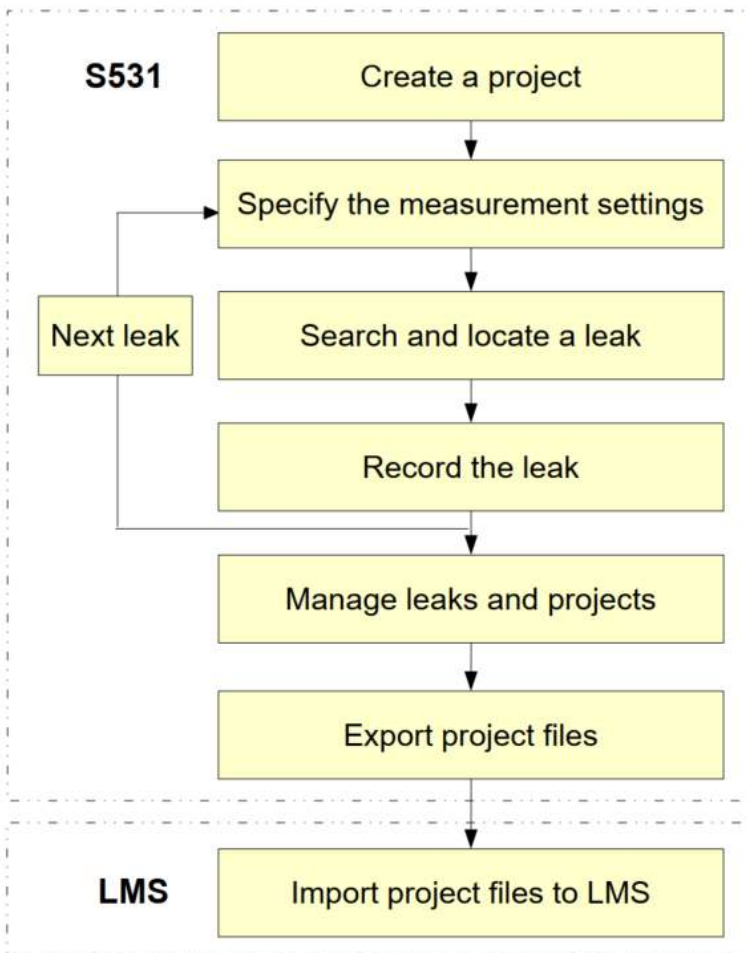 S531
Create a project
Specify the measurement settings
Next leak
Search and locate a leak
Record the leak
Manage leaks and projects
Export project files
LMS
Import project files to LMS